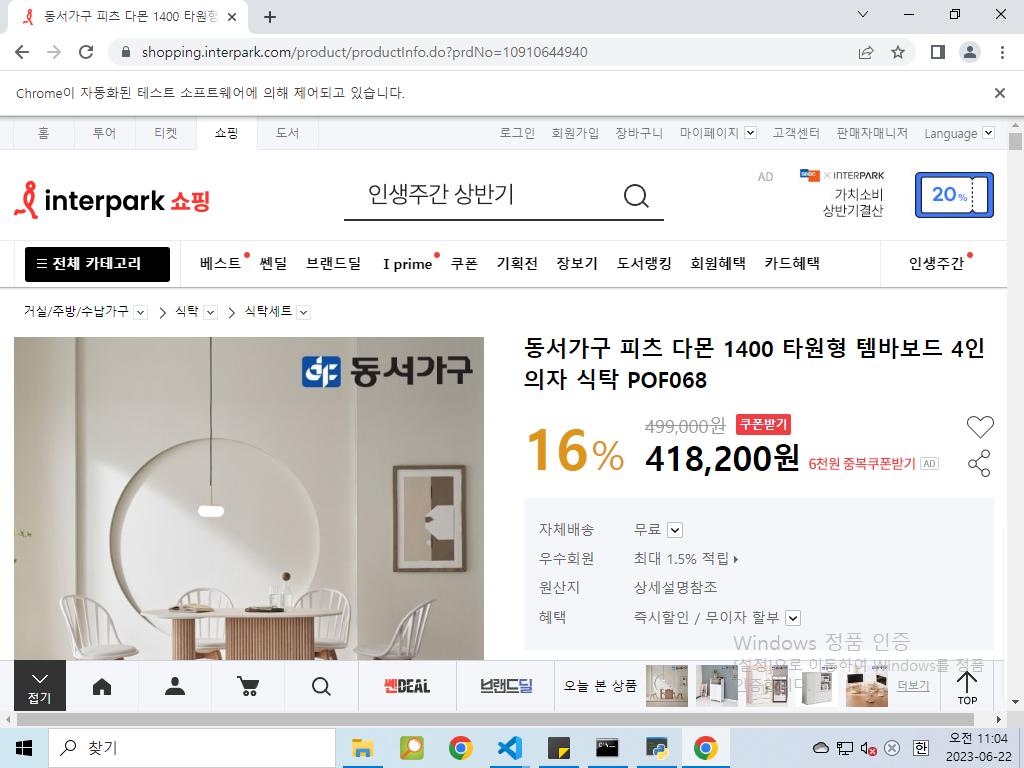 동서가구 피츠 다몬 1400 타원형
shopping.interpark.com/product/productInfo.do?prdNo=10910644940
Chrome이 자동화된 테스트 소프트웨어에 의해 제어되고 있습니다.
홈 투어 티켓 쇼핑 도서 로그인 회원가입 장바구니 마이페이지 고객센터 판매자매니저 Language
interpark 쇼핑 인생주간 상반기 AD × INTERPARK
가치소비
상반기결산
20%
전체 카테고리 베스트 쎈딜 브랜드딜 I prime 쿠폰 기획전 장보기 도서랭킹 회원혜택 카드혜택 인생주간
거실/주방/수납가구 식탁 식탁세트
동서가구
동서가구 피츠 다몬 1400 타원형 템바보드 4인
의자 식탁 POF068
16% 499,000원 쿠폰받기
418,200원 6천원 중복쿠폰받기 AD
자체배송 무료
우수회원 최대 1.5% 적립
원산지 상세설명참조
혜택 즉시할인 / 무이자 할부
Windows 정품 인증
[설정]으로 이동하여 Windows를 정품
접기 쎈DEAL 브랜드딜 오늘 본 상품 더보기 TOP
찾기 한 오전 11:04
2023-06-22